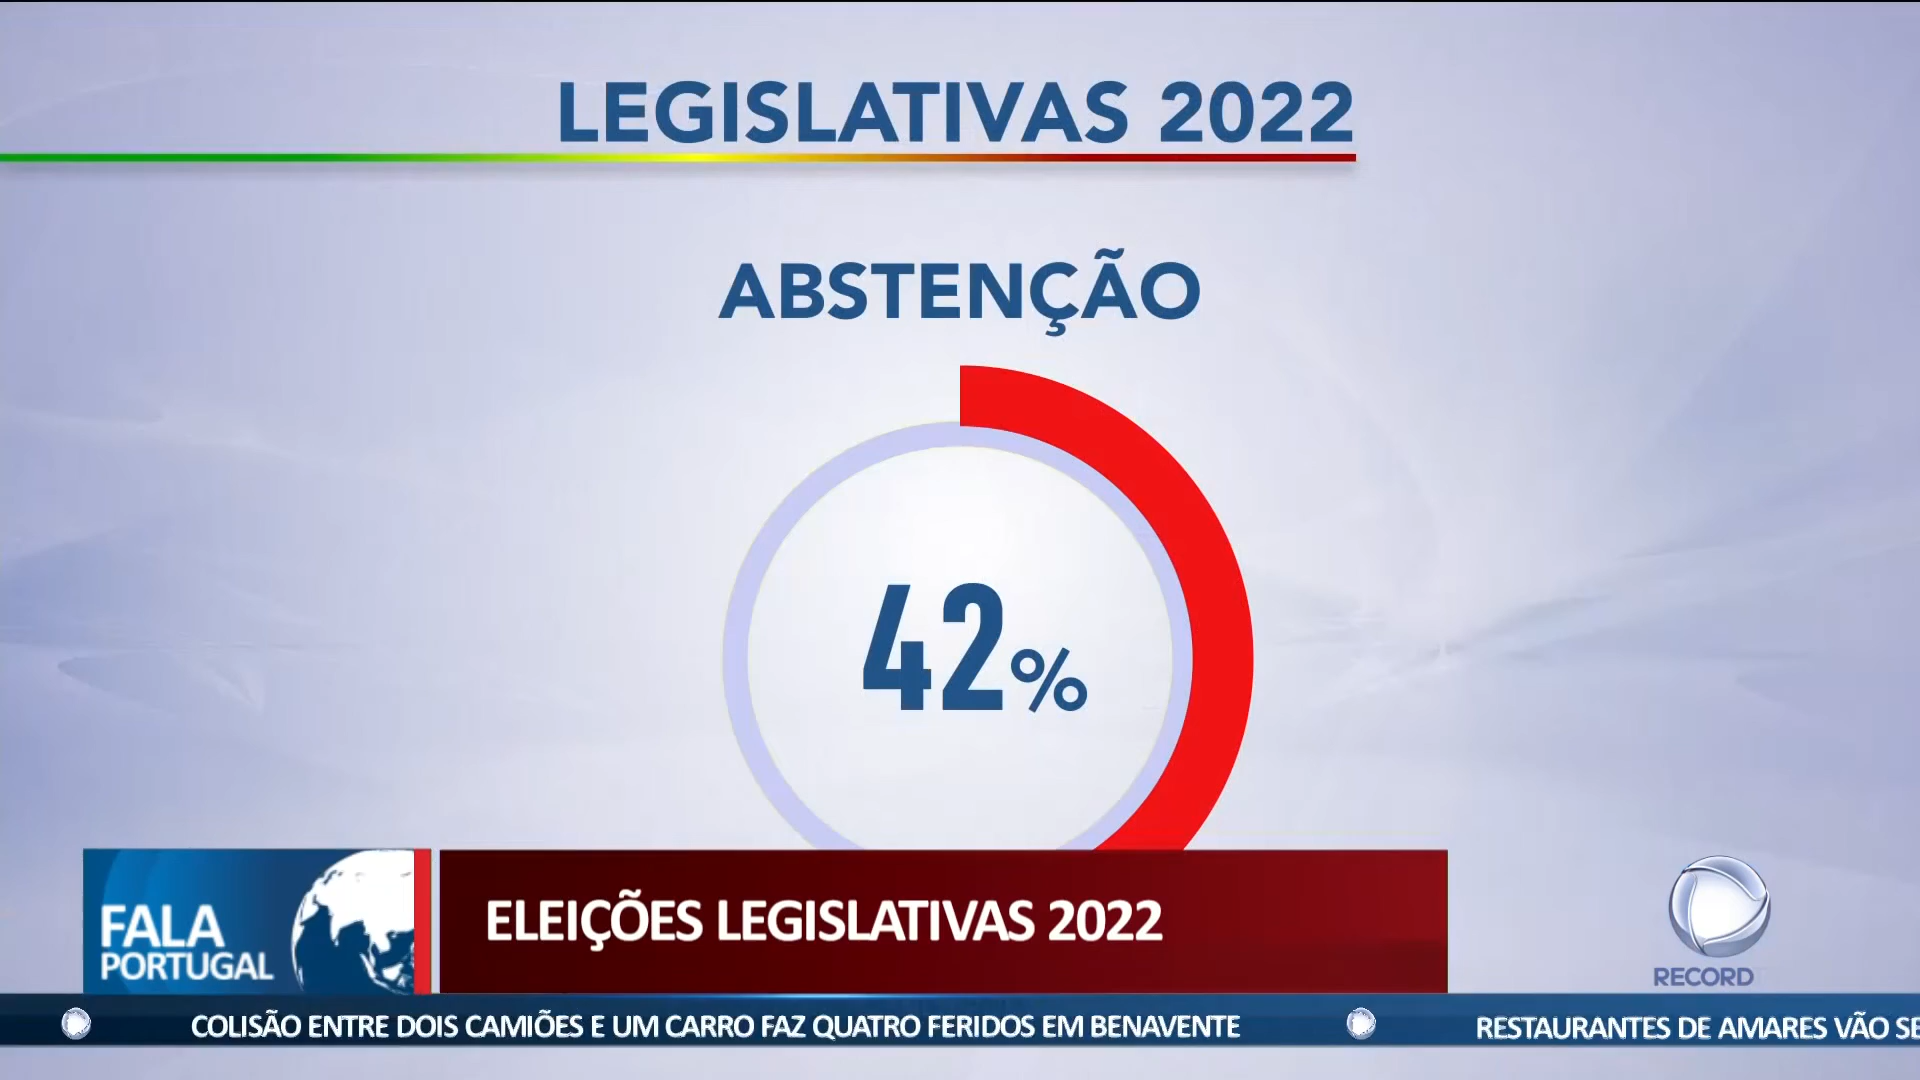 LEGISLATIVAS 2022
ABSTENÇÃO
42%
FALA
PORTUGAL
ELEIÇÕES LEGISLATIVAS 2022
RECORD
COLISÃO ENTRE DOIS CAMIÕES E UM CARRO FAZ QUATRO FERIDOS EM BENAVENTE
RESTAURANTES DE AMARES VÃO SE